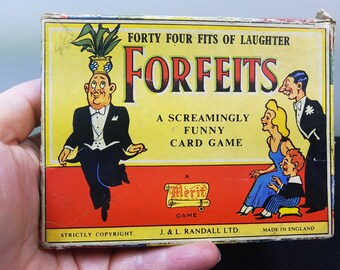 FORTY FOUR FITS OF LAUGHTER
FORFEITS
A SCREAMINGLY
FUNNY
CARD GAME
A
Merit
GAME
STRICTLY COPYRIGHT J. & L. RANDALL LTD. MADE IN ENGLAND